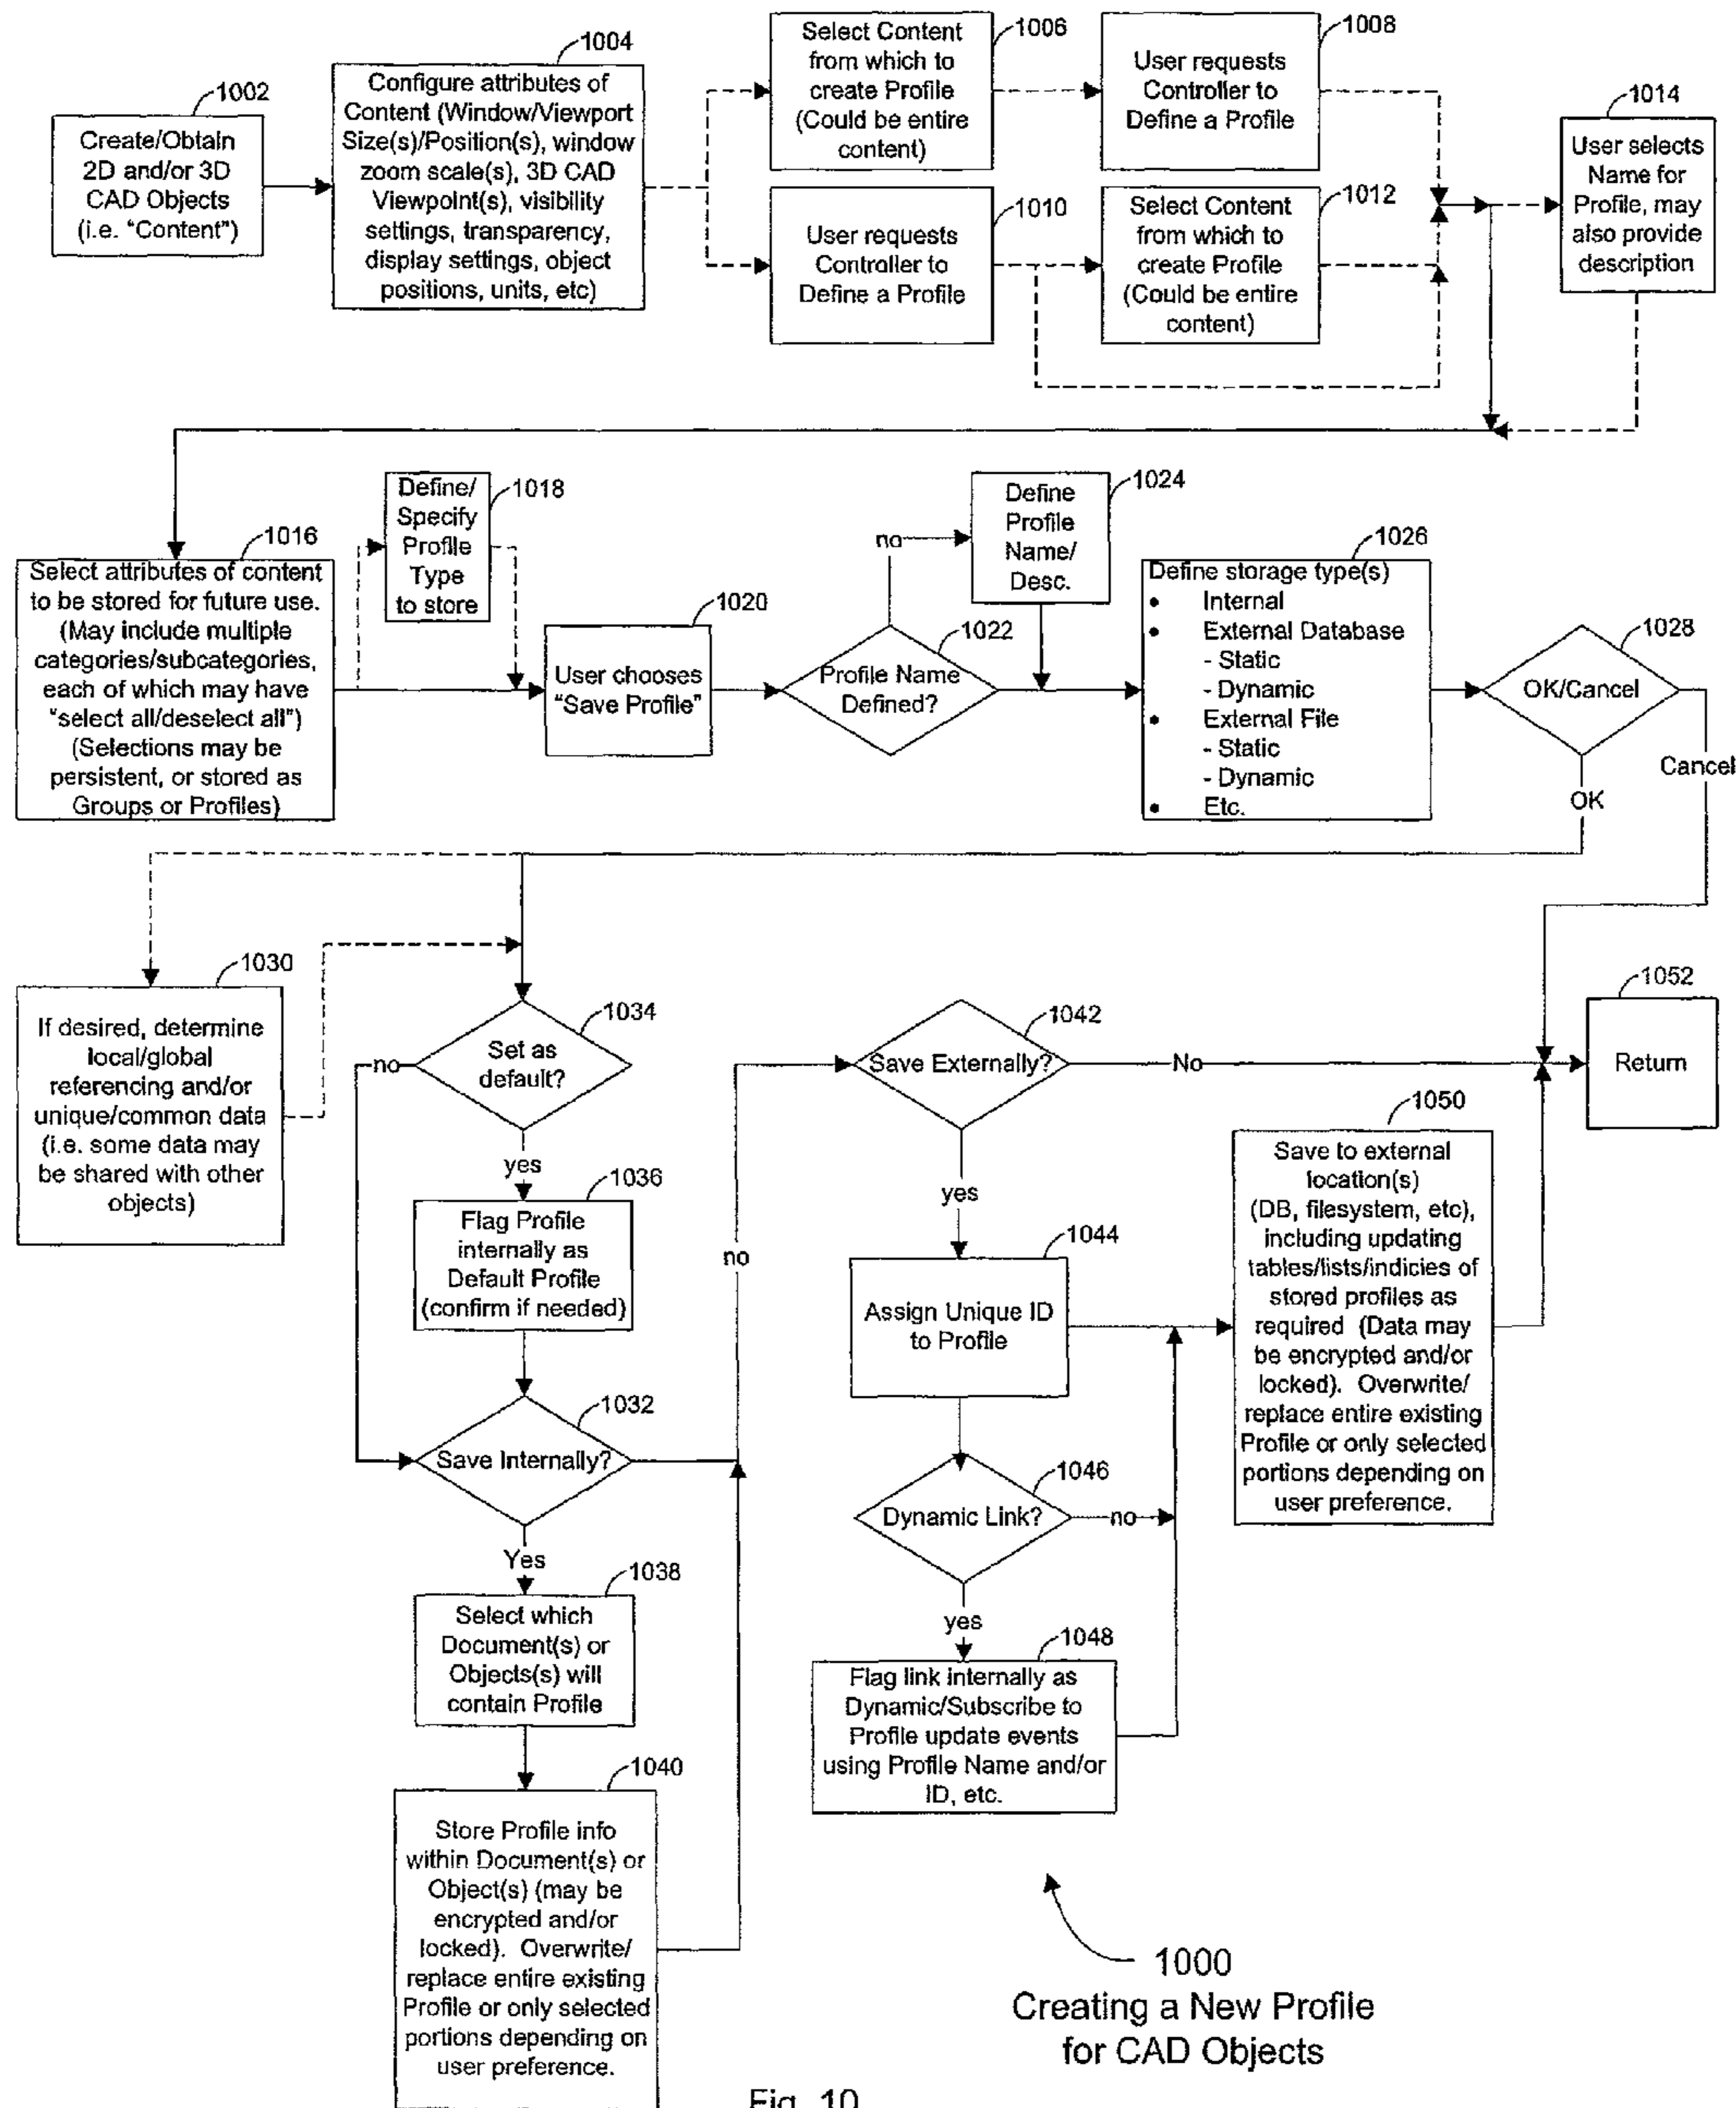 1002
Create/Obtain
2D and/or 3D
CAD Objects
(i.e. "Content")
1004
Configure attributes of
Content (Window/Viewport
Size(s)/Position(s), window
zoom scale(s), 3D CAD
Viewpoint(s), visibility
settings, transparency,
display settings, object
positions, units, etc)
1006
Select Content
from which to
create Profile
(Could be entire
content)
1008
User requests
Controller to
Define a Profile
1010
User requests
Controller to
Define a Profile
1012
Select Content
from which to
create Profile
(Could be entire
content)
1014
User selects
Name for
Profile, may
also provide
description
1016
Select attributes of content
to be stored for future use.
(May include multiple
categories/subcategories,
each of which may have
"select all/deselect all")
(Selections may be
persistent, or stored as
Groups or Profiles)
1018
Define/
Specify
Profile
Type
to store
1020
User chooses
"Save Profile"
1022
Profile Name
Defined?
no
1024
Define
Profile
Name/
Desc.
1026
Define storage type(s)
• Internal
• External Database
- Static
- Dynamic
• External File
- Static
- Dynamic
• Etc.
1028
OK/Cancel
Cancel
OK
1030
If desired, determine
local/global
referencing and/or
unique/common data
(i.e. some data may
be shared with other
objects)
1034
Set as
default?
no
yes
1036
Flag Profile
internally as
Default Profile
(confirm if needed)
1032
Save Internally?
no
Yes
1038
Select which
Document(s) or
Objects(s) will
contain Profile
1040
Store Profile info
within Document(s) or
Object(s) (may be
encrypted and/or
locked). Overwrite/
replace entire existing
Profile or only selected
portions depending on
user preference.
1042
Save Externally?
No
yes
1044
Assign Unique ID
to Profile
1046
Dynamic Link?
no
yes
1048
Flag link internally as
Dynamic/Subscribe to
Profile update events
using Profile Name and/or
ID, etc.
1050
Save to external
location(s)
(DB, filesystem, etc),
including updating
tables/lists/indicies of
stored profiles as
required (Data may
be encrypted and/or
locked). Overwrite/
replace entire existing
Profile or only selected
portions depending on
user preference.
1052
Return
1000
Creating a New Profile
for CAD Objects
Fig. 10